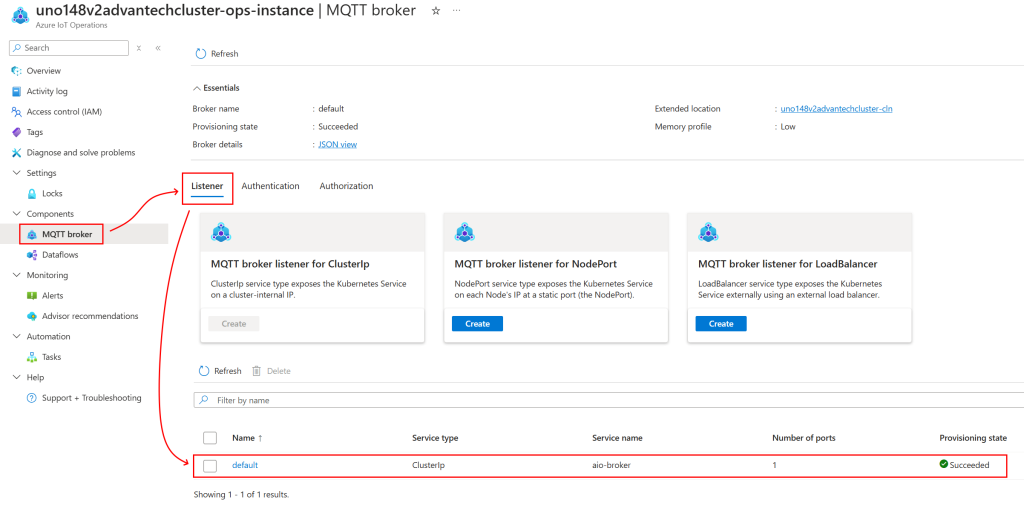 uno148v2advantechcluster-ops-instance | MQTT broker ☆ ...
Azure IoT Operations
Search
Overview
Activity log
Access control (IAM)
Tags
Diagnose and solve problems
Settings
Locks
Components
MQTT broker
Dataflows
Monitoring
Alerts
Advisor recommendations
Automation
Tasks
Help
Support + Troubleshooting
Refresh
Essentials
Broker name : default
Provisioning state : Succeeded
Broker details : JSON view
Extended location : uno148v2advantechcluster-cln
Memory profile : Low
Listener Authentication Authorization
MQTT broker listener for ClusterIp
ClusterIp service type exposes the Kubernetes Service
on a cluster-internal IP.
Create
MQTT broker listener for NodePort
NodePort service type exposes the Kubernetes Service
on each Node's IP at a static port (the NodePort).
Create
MQTT broker listener for LoadBalancer
LoadBalancer service type exposes the Kubernetes
Service externally using an external load balancer.
Create
Refresh Delete
Filter by name
Name ↑ Service type Service name Number of ports Provisioning state
default ClusterIp aio-broker 1 Succeeded
Showing 1 - 1 of 1 results.